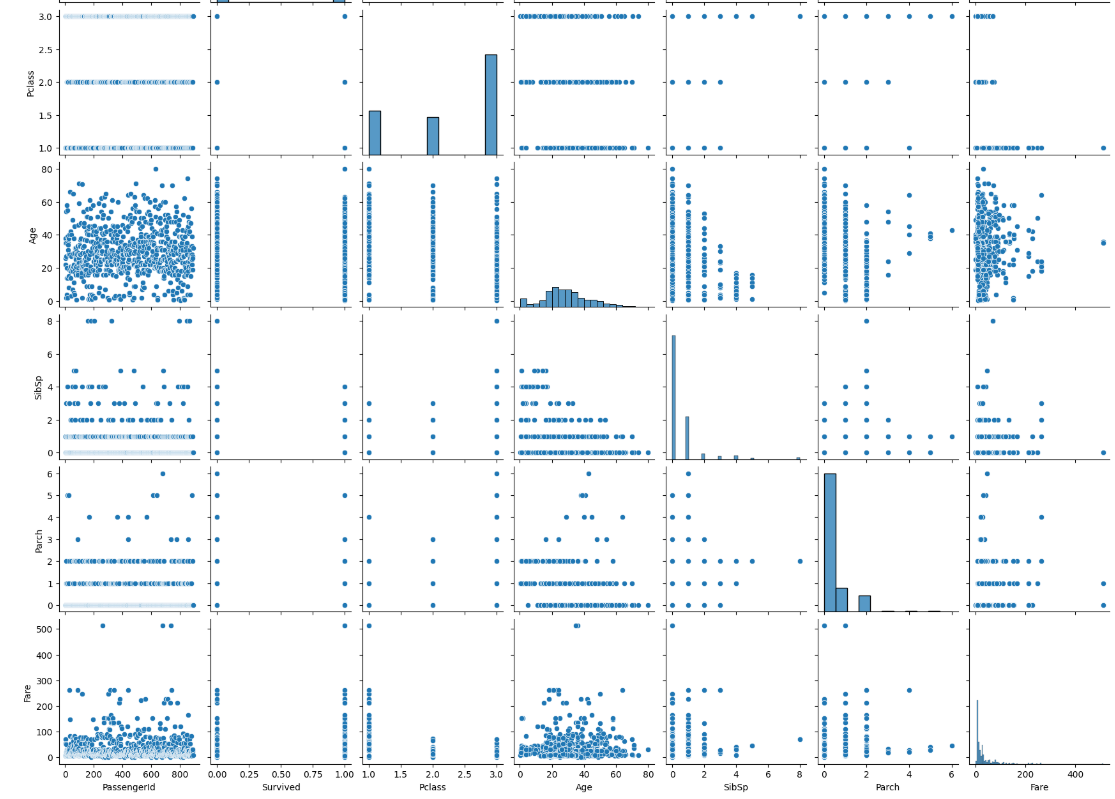 3.0
2.5
2.0
1.5
1.0
Pclass
80
60
40
20
0
Age
8
6
4
2
0
SibSp
6
5
4
3
2
1
0
Parch
500
400
300
200
100
0
Fare
0 200 400 600 800
PassengerId
0.00 0.25 0.50 0.75 1.00
Survived
1.0 1.5 2.0 2.5 3.0
Pclass
0 20 40 60 80
Age
0 2 4 6 8
SibSp
0 2 4 6
Parch
0 200 400
Fare